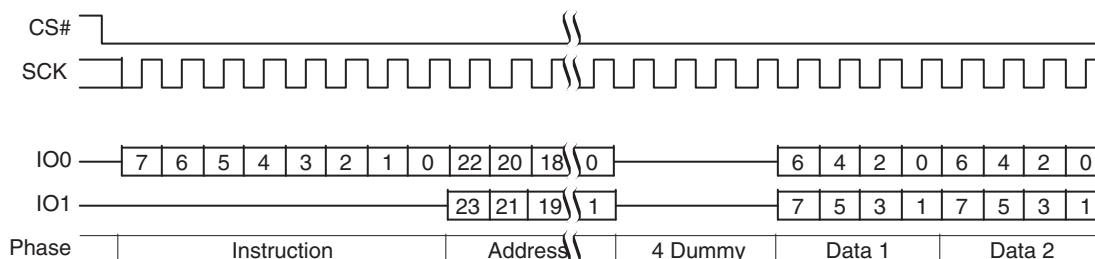 CS#
SCK
IO0 7 6 5 4 3 2 1 0 22 20 18 0 6 4 2 0 6 4 2 0
IO1 23 21 19 1 7 5 3 1 7 5 3 1
Phase Instruction Address 4 Dummy Data 1 Data 2